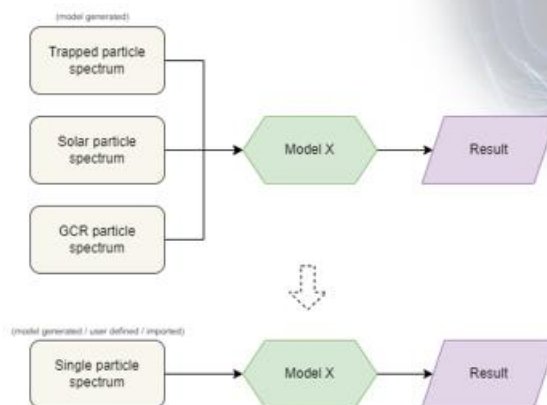 (model generated)
Trapped particle
spectrum
Solar particle
spectrum
Model X
Result
GCR particle
spectrum
(model generated / user defined / imported)
Single particle
spectrum
Model X
Result